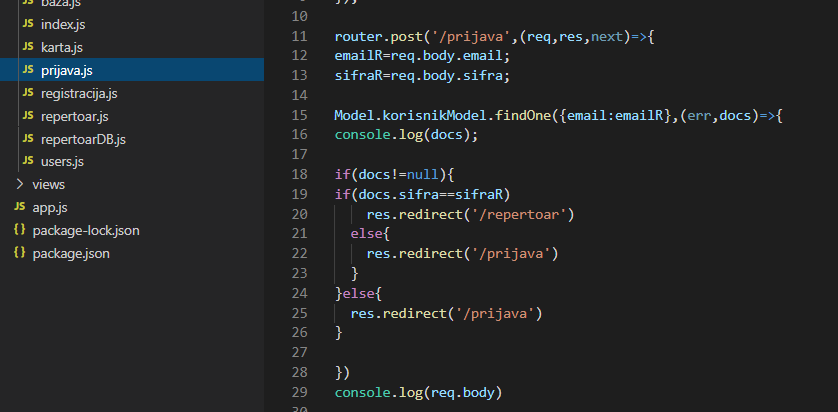 baza.js
JS index.js
JS karta.js
JS prijava.js
JS registracija.js
JS repertoar.js
JS repertoarDB.js
JS users.js
> views
JS app.js
{} package-lock.json
{} package.json
10
11 router.post('/prijava',(req,res,next)=>{
12 emailR=req.body.email;
13 sifraR=req.body.sifra;
14
15 Model.korisnikModel.findOne({email:emailR},(err,docs)=>{
16 console.log(docs);
17
18 if(docs!=null){
19 if(docs.sifra==sifraR)
20 res.redirect('/repertoar')
21 else{
22 res.redirect('/prijava')
23 }
24 }else{
25 res.redirect('/prijava')
26 }
27
28 })
29 console.log(req.body)